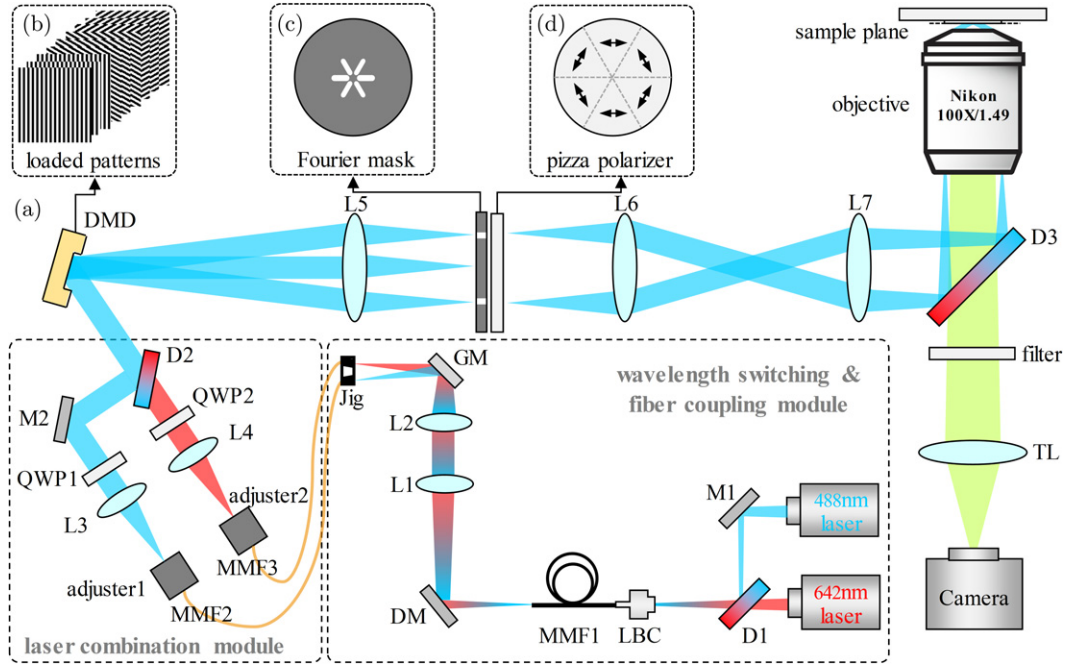 (b)
loaded patterns
(c)
Fourier mask
(d)
pizza polarizer
sample plane
objective
Nikon
100X/1.49
(a)
DMD
L5
L6
L7
D3
filter
TL
Camera
D2
QWP2
M2
L4
QWP1
L3
adjuster2
MMF3
adjuster1
MMF2
laser combination module
Jig
GM
wavelength switching &
fiber coupling module
L2
L1
M1
488nm
laser
DM
MMF1
LBC
D1
642nm
laser